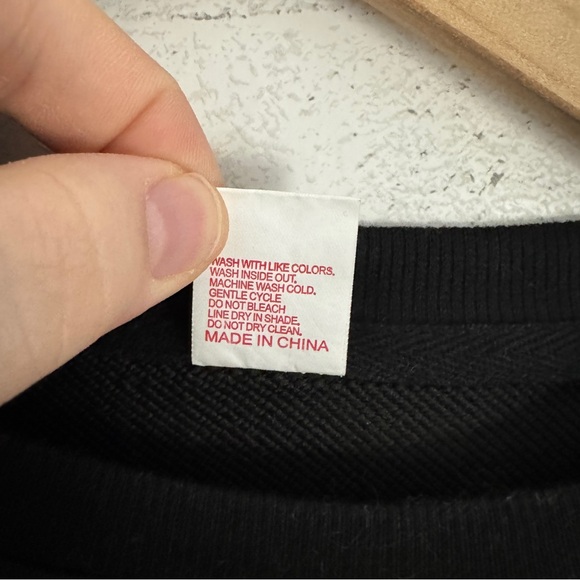 WASH WITH LIKE COLORS.
WASH INSIDE OUT.
MACHINE WASH COLD.
GENTLE CYCLE
DO NOT BLEACH
LINE DRY IN SHADE.
DO NOT DRY CLEAN.
MADE IN CHINA